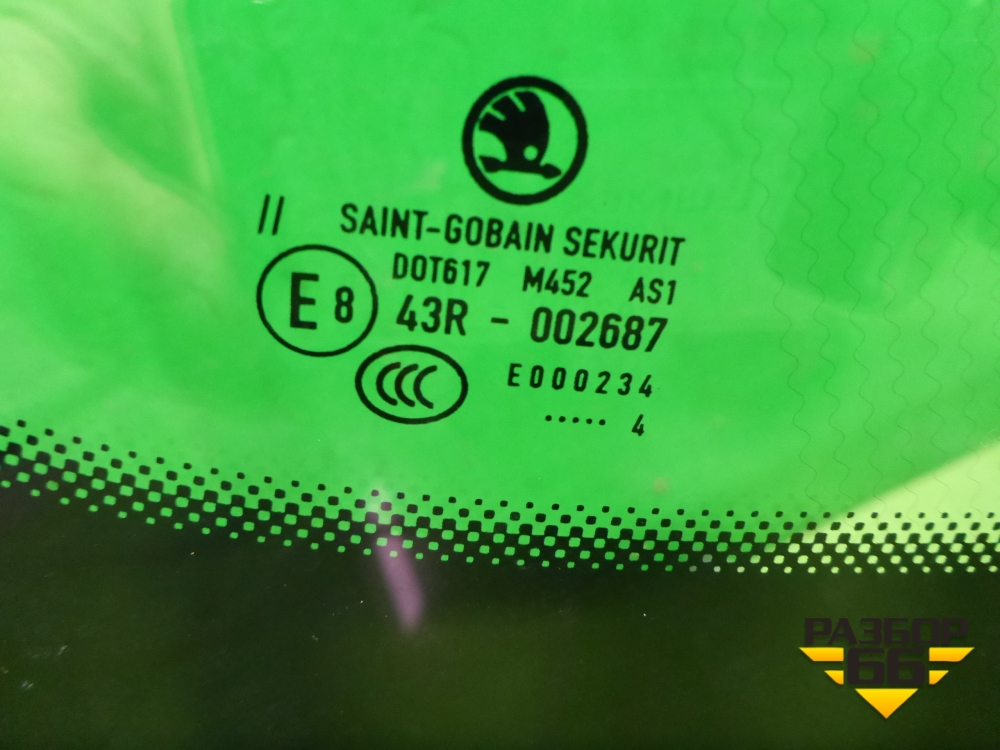 II SAINT-GOBAIN SEKURIT
DOT617 M452 AS1
E8 43R - 002687
CCC E000234
..... 4
РАЗБОР
66